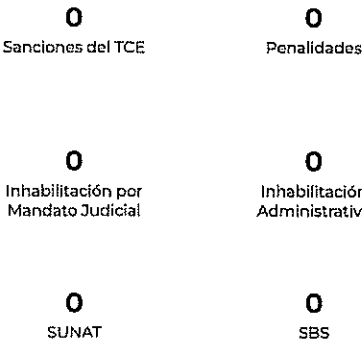 0 0
Sanciones del TCE Penalidades
0 0
Inhabilitación por Inhabilitación
Mandato Judicial Administrativ
0 0
SUNAT SBS